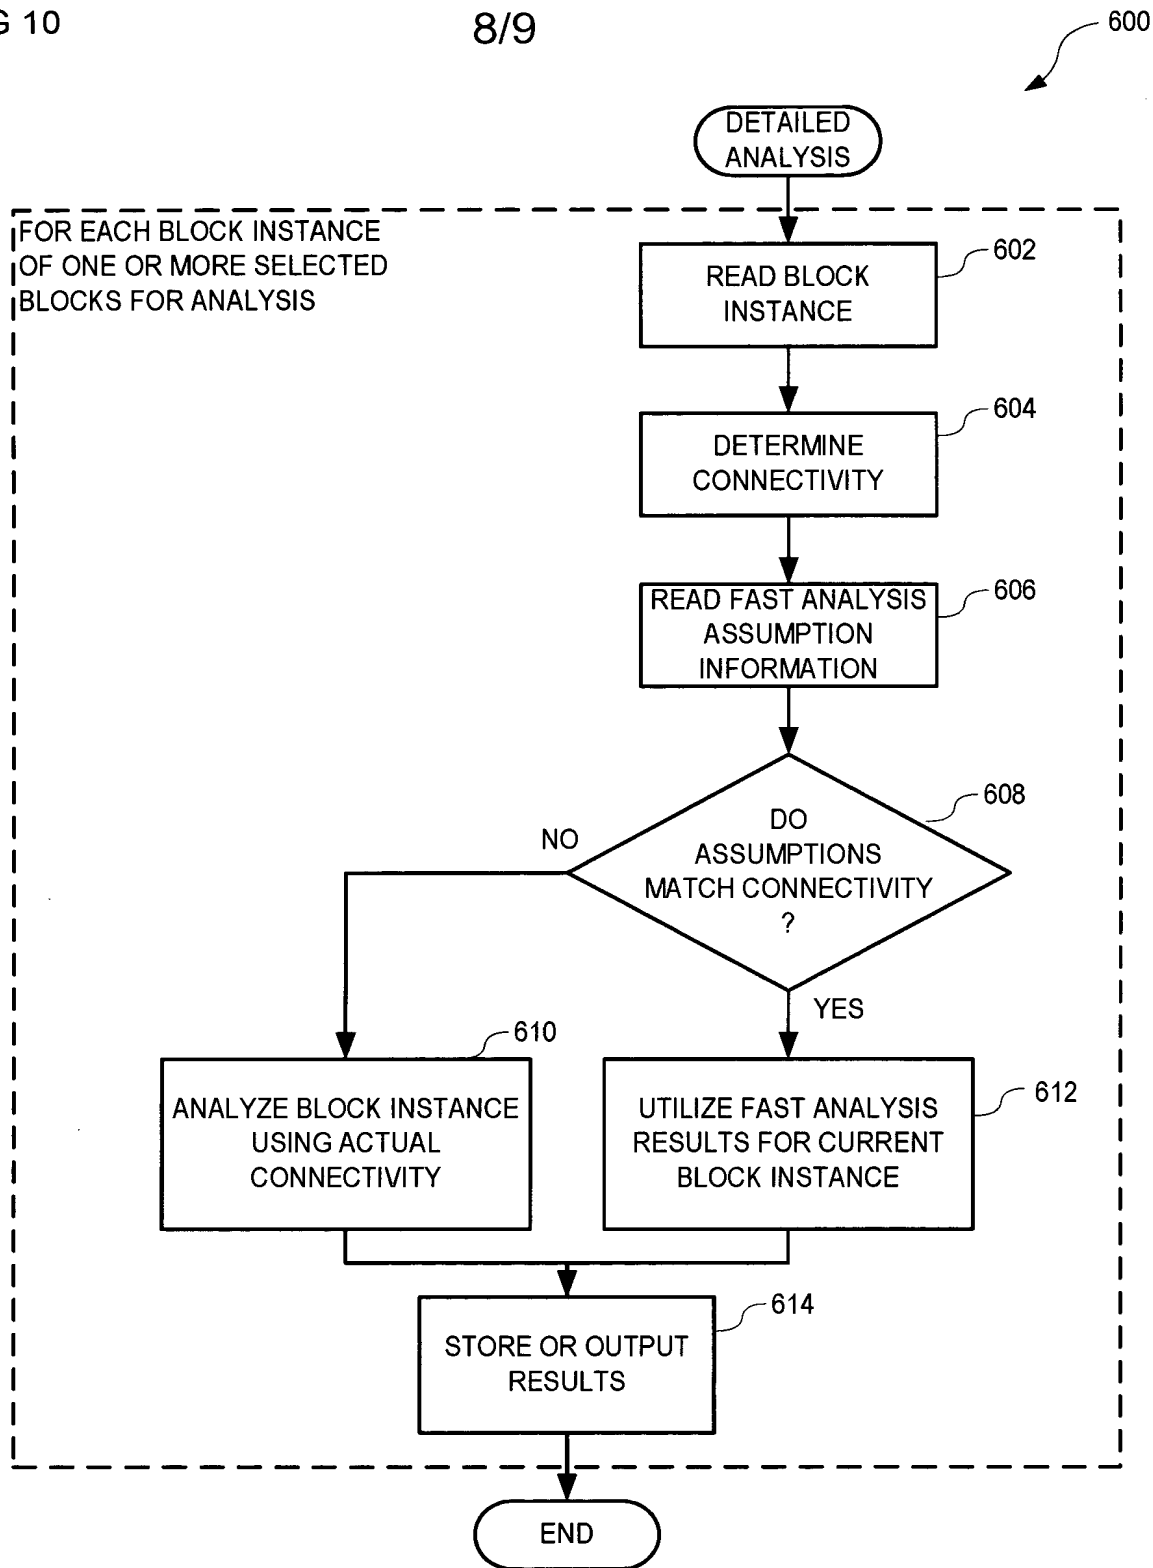 G 10
8/9
600
DETAILED
ANALYSIS
FOR EACH BLOCK INSTANCE
OF ONE OR MORE SELECTED
BLOCKS FOR ANALYSIS
602
READ BLOCK
INSTANCE
604
DETERMINE
CONNECTIVITY
606
READ FAST ANALYSIS
ASSUMPTION
INFORMATION
608
DO
ASSUMPTIONS
MATCH CONNECTIVITY
?
NO
YES
610
ANALYZE BLOCK INSTANCE
USING ACTUAL
CONNECTIVITY
612
UTILIZE FAST ANALYSIS
RESULTS FOR CURRENT
BLOCK INSTANCE
614
STORE OR OUTPUT
RESULTS
END